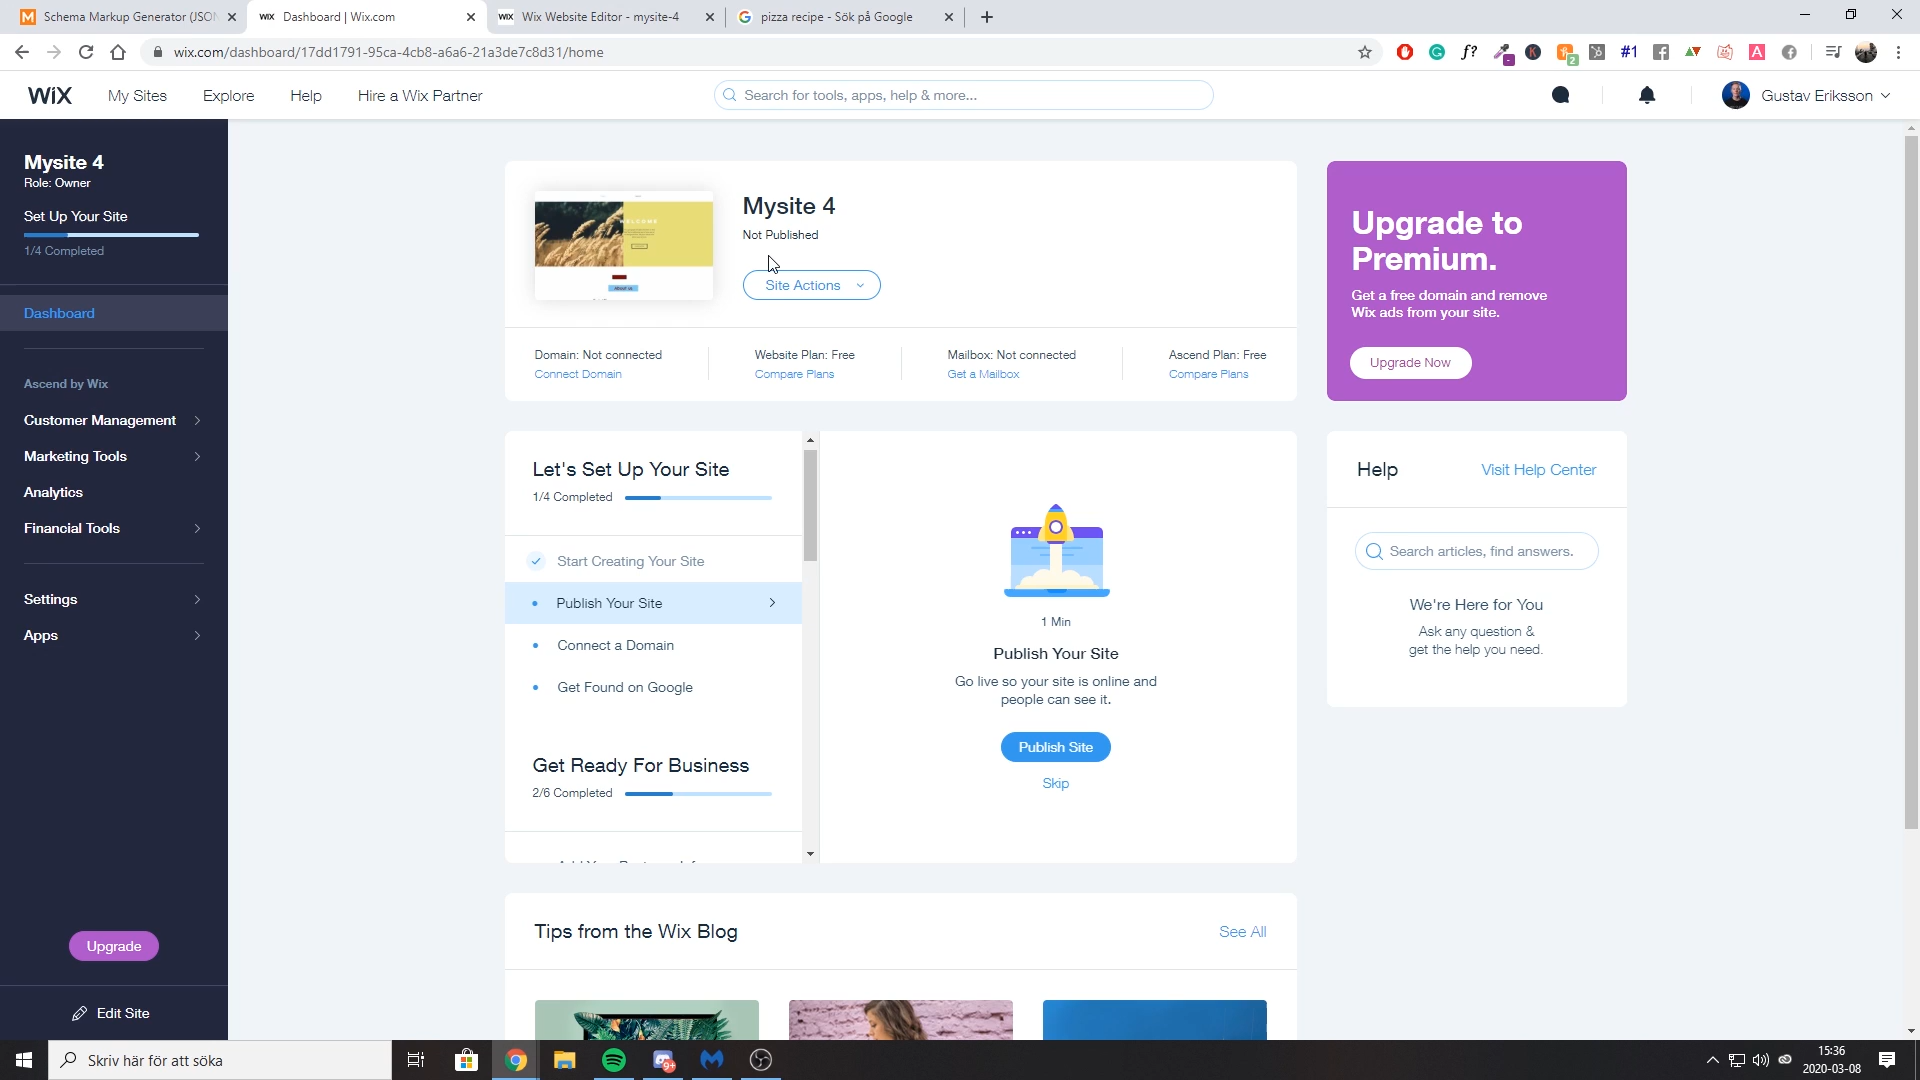 Schema Markup Generator (JSON
WiX Dashboard | Wix.com
WiX Wix Website Editor - mysite-4
pizza recipe - Sök på Google
wix.com/dashboard/17dd1791-95ca-4cb8-a6a6-21a3de7c8d31/home
f?
#1
2
WiX
My Sites
Explore
Help
Hire a Wix Partner
Search for tools, apps, help & more...
Gustav Eriksson
Mysite 4
Role: Owner
Set Up Your Site
1/4 Completed
Dashboard
Ascend by Wix
Customer Management
Marketing Tools
Analytics
Financial Tools
Settings
Apps
Upgrade
Edit Site
WELCOME
About us
Mysite 4
Not Published
Site Actions
Domain: Not connected
Connect Domain
Website Plan: Free
Compare Plans
Mailbox: Not connected
Get a Mailbox
Ascend Plan: Free
Compare Plans
Upgrade to
Premium.
Get a free domain and remove
Wix ads from your site.
Upgrade Now
Let's Set Up Your Site
1/4 Completed
Start Creating Your Site
Publish Your Site
Connect a Domain
Get Found on Google
Get Ready For Business
2/6 Completed
1 Min
Publish Your Site
Go live so your site is online and
people can see it.
Publish Site
Skip
Help
Visit Help Center
Search articles, find answers.
We're Here for You
Ask any question &
get the help you need.
Tips from the Wix Blog
See All
Skriv här för att söka
9+
15:36
2020-03-08